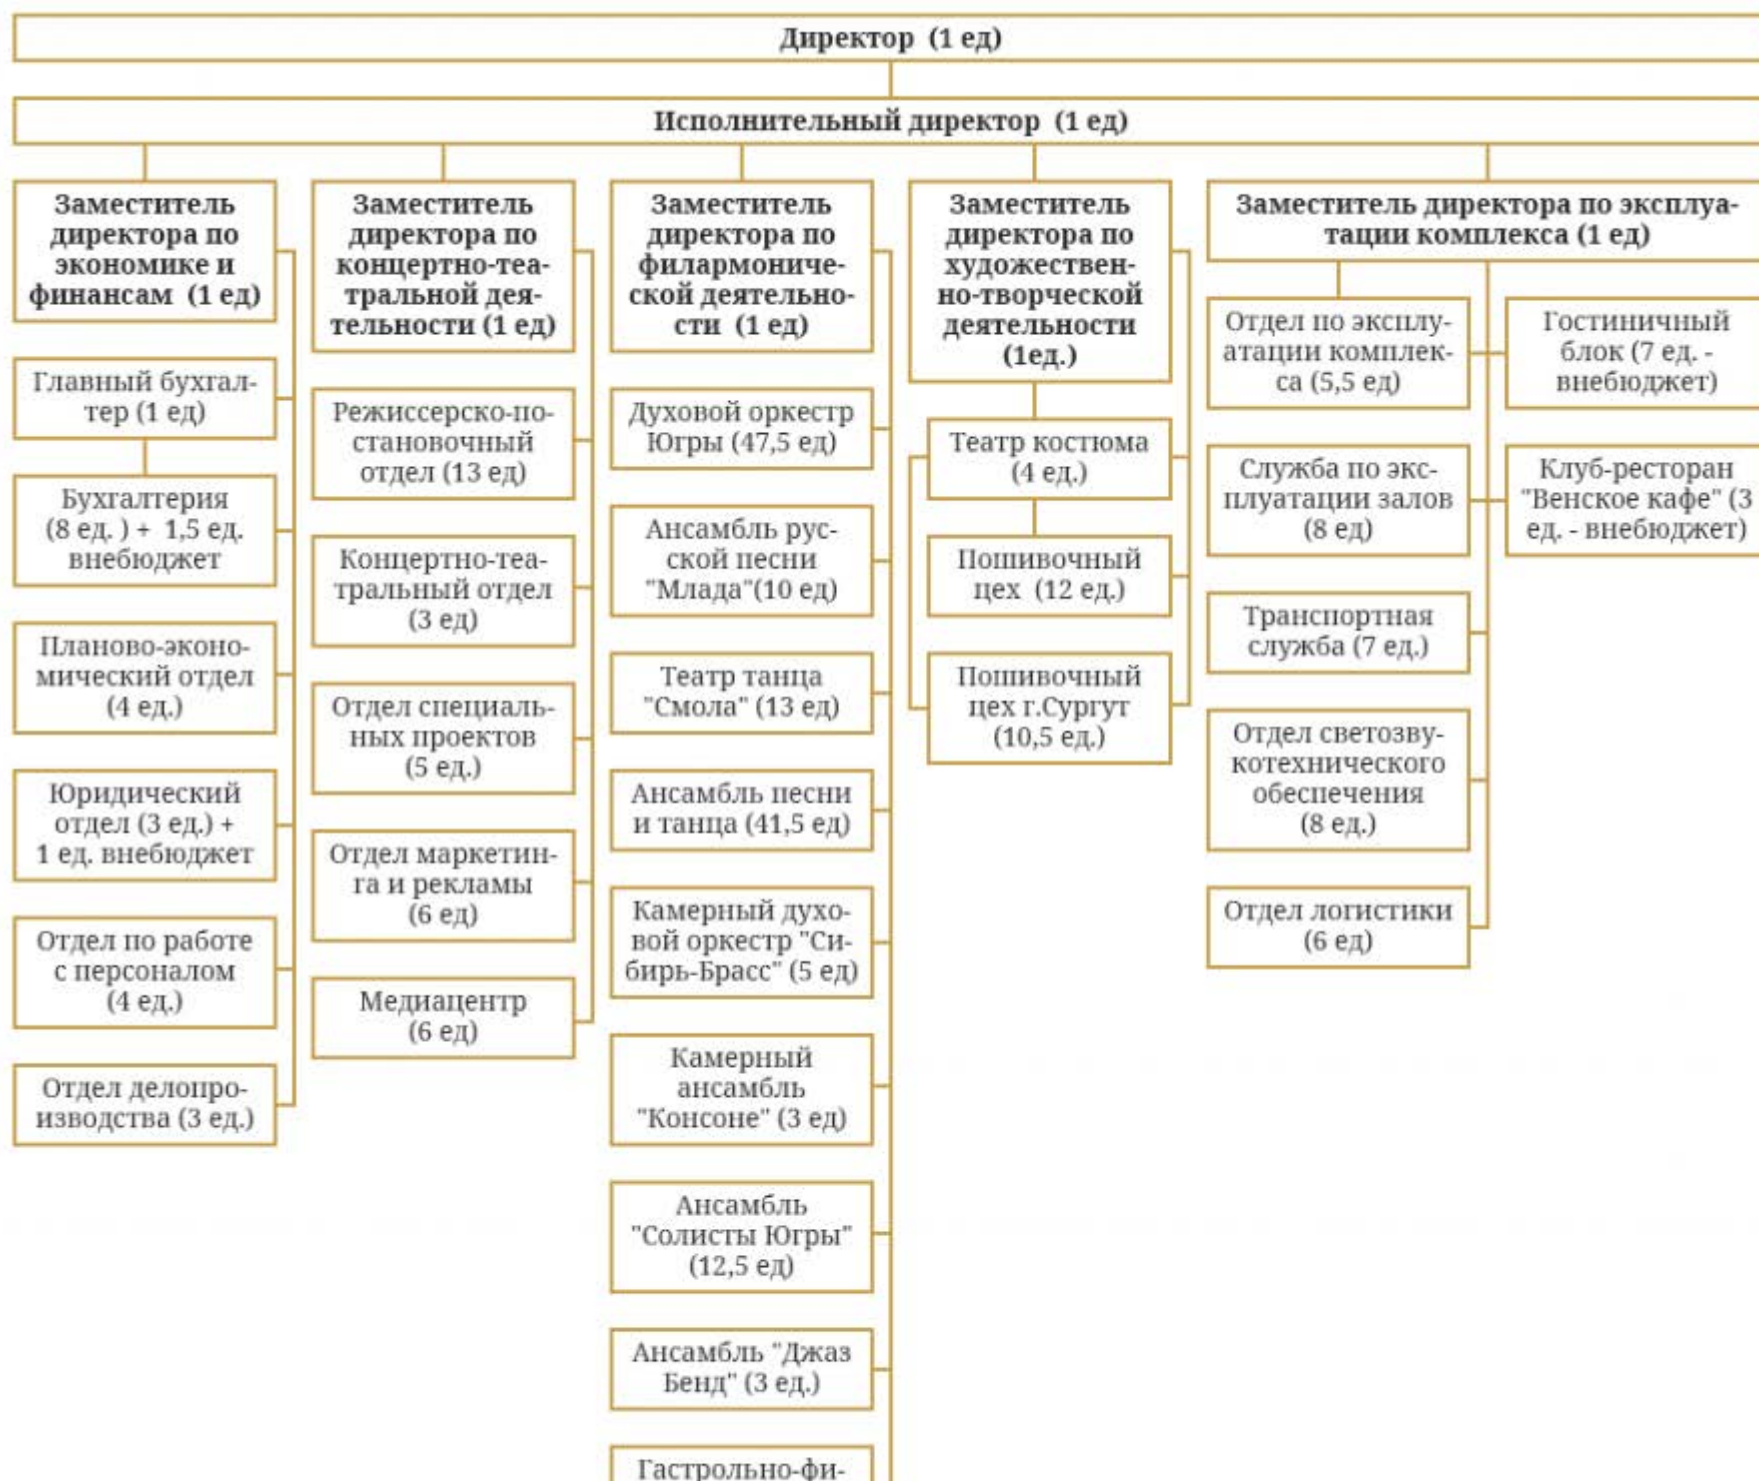 Директор (1 ед)
Исполнительный директор (1 ед)
Заместитель
директора по
экономике и
финансам (1 ед)
Главный бухгал-
тер (1 ед)
Бухгалтерия
(8 ед. ) + 1,5 ед.
внебюджет
Планово-эконо-
мический отдел
(4 ед.)
Юридический
отдел (3 ед.) +
1 ед. внебюджет
Отдел по работе
с персоналом
(4 ед.)
Отдел делопро-
изводства (3 ед.)
Заместитель
директора по
концертно-теа-
тральной дея-
тельности (1 ед)
Режиссерско-по-
становочный
отдел (13 ед)
Концертно-теа-
тральный отдел
(3 ед)
Отдел специаль-
ных проектов
(5 ед.)
Отдел маркетин-
га и рекламы
(6 ед)
Медиацентр
(6 ед)
Заместитель
директора по
филармониче-
ской деятельно-
сти (1 ед)
Духовой оркестр
Югры (47,5 ед)
Ансамбль рус-
ской песни
"Млада"(10 ед)
Театр танца
"Смола" (13 ед)
Ансамбль песни
и танца (41,5 ед)
Камерный духо-
вой оркестр "Си-
бирь-Брасс" (5 ед)
Камерный
ансамбль
"Консоне" (3 ед)
Ансамбль
"Солисты Югры"
(12,5 ед)
Ансамбль "Джаз
Бенд" (3 ед.)
Гастрольно-фи-
Заместитель
директора по
художествен-
но-творческой
деятельности
(1ед.)
Театр костюма
(4 ед.)
Пошивочный
цех (12 ед.)
Пошивочный
цех г.Сургут
(10,5 ед.)
Заместитель директора по эксплуа-
тации комплекса (1 ед)
Отдел по эксплу-
атации комплек-
са (5,5 ед)
Служба по экс-
плуатации залов
(8 ед)
Транспортная
служба (7 ед.)
Отдел светозву-
котехнического
обеспечения
(8 ед.)
Отдел логистики
(6 ед)
Гостиничный
блок (7 ед. -
внебюджет)
Клуб-ресторан
"Венское кафе" (3
ед. - внебюджет)